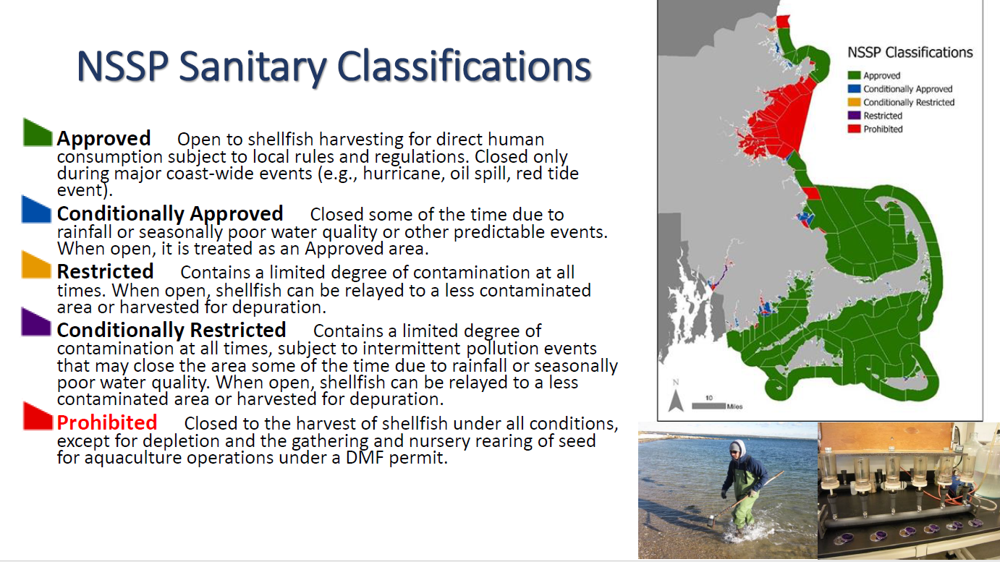 NSSP Sanitary Classifications
Approved Open to shellfish harvesting for direct human
consumption subject to local rules and regulations. Closed only
during major coast-wide events (e.g., hurricane, oil spill, red tide
event).
Conditionally Approved Closed some of the time due to
rainfall or seasonally poor water quality or other predictable events.
When open, it is treated as an Approved area.
Restricted Contains a limited degree of contamination at all
times. When open, shellfish can be relayed to a less contaminated
area or harvested for depuration.
Conditionally Restricted Contains a limited degree of
contamination at all times, subject to intermittent pollution events
that may close the area some of the time due to rainfall or seasonally
poor water quality. When open, shellfish can be relayed to a less
contaminated area or harvested for depuration.
Prohibited Closed to the harvest of shellfish under all conditions,
except for depletion and the gathering and nursery rearing of seed
for aquaculture operations under a DMF permit.
NSSP Classifications
Approved
Conditionally Approved
Conditionally Restricted
Restricted
Prohibited
N
10
Miles